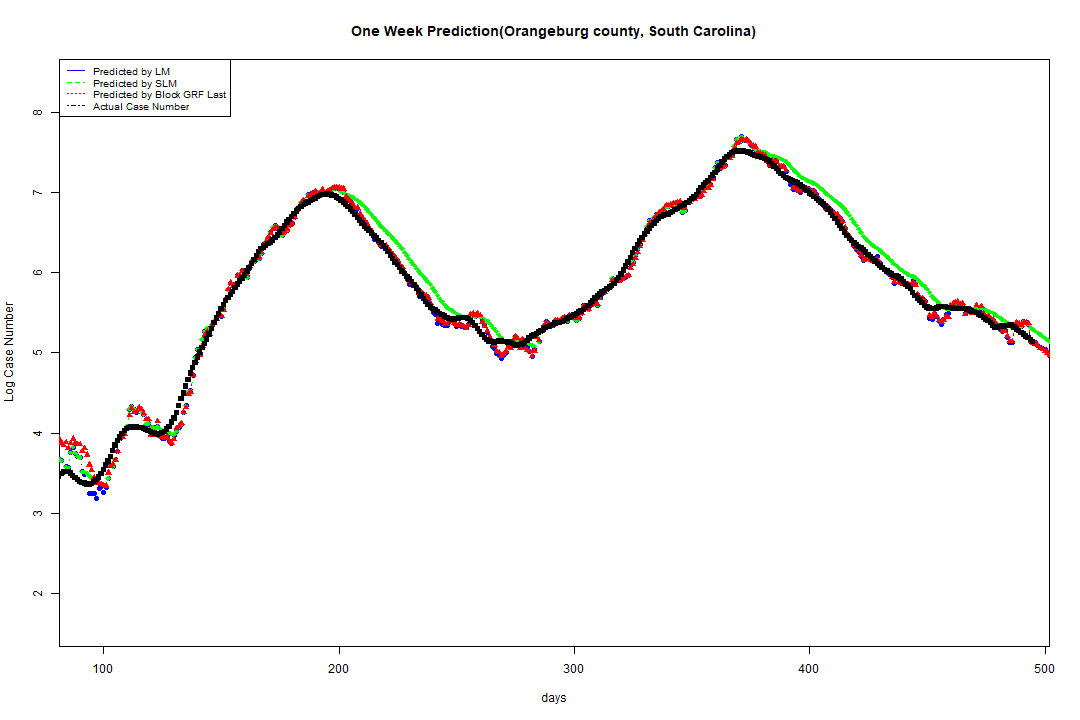 One Week Prediction(Orangeburg county, South Carolina)
Predicted by LM
Predicted by SLM
Predicted by Block GRF Last
Actual Case Number
Log Case Number
8
7
6
5
4
3
2
100 200 300 400 500
days